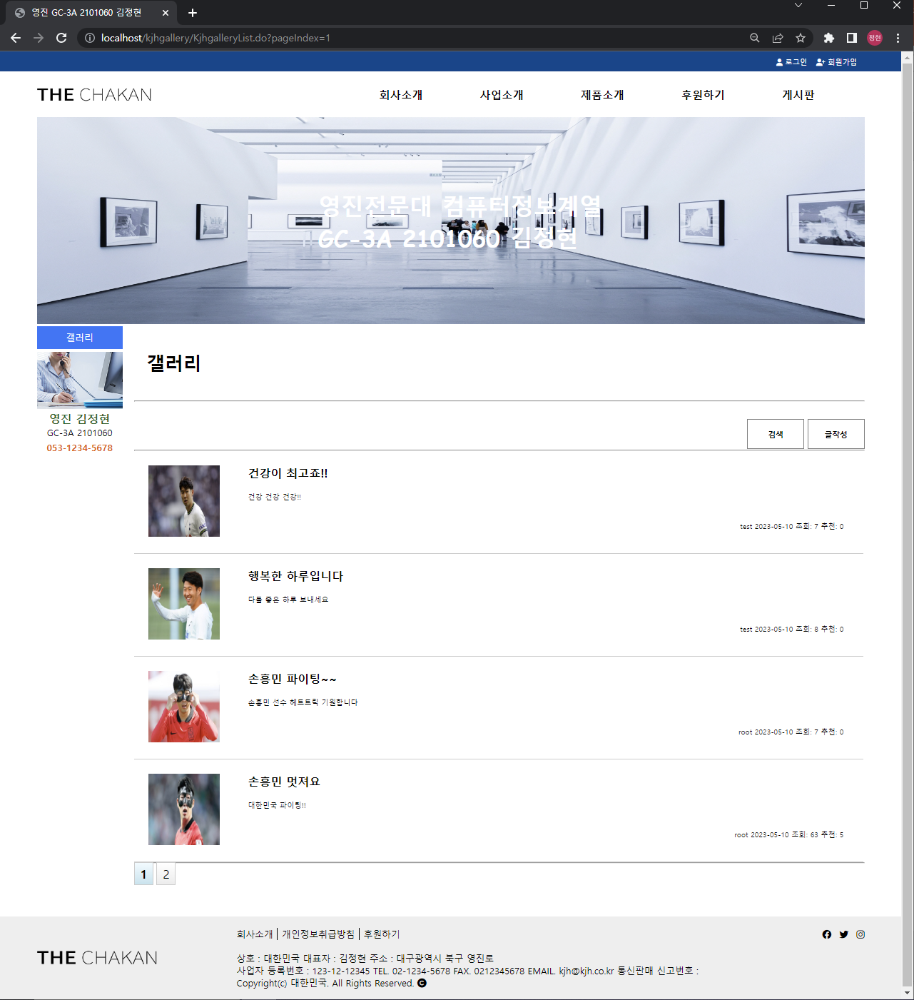 영진 GC-3A 2101060 김정현
localhost/kjhgallery/KjhgalleryList.do?pageIndex=1
정현
로그인 회원가입
THE CHAKAN
회사소개 사업소개 제품소개 후원하기 게시판
영진전문대 컴퓨터정보계열
GC-3A 2101060 김정현
갤러리
갤러리
영진 김정현
GC-3A 2101060
053-1234-5678
검색 글작성
건강이 최고죠!!
건강 건강 건강!!
test 2023-05-10 조회: 7 추천: 0
행복한 하루입니다
다들 좋은 하루 보내세요
test 2023-05-10 조회: 8 추천: 0
손흥민 파이팅~~
손흥민 선수 헤트트릭 기원합니다
root 2023-05-10 조회: 7 추천: 0
손흥민 멋져요
대한민국 파이팅!!
root 2023-05-10 조회: 63 추천: 5
1 2
회사소개 | 개인정보취급방침 | 후원하기
THE CHAKAN
상호 : 대한민국 대표자 : 김정현 주소 : 대구광역시 북구 영진로
사업자 등록번호 : 123-12-12345 TEL. 02-1234-5678 FAX. 0212345678 EMAIL. kjh@kjh.co.kr 통신판매 신고번호 :
Copyright(c) 대한민국. All Rights Reserved.